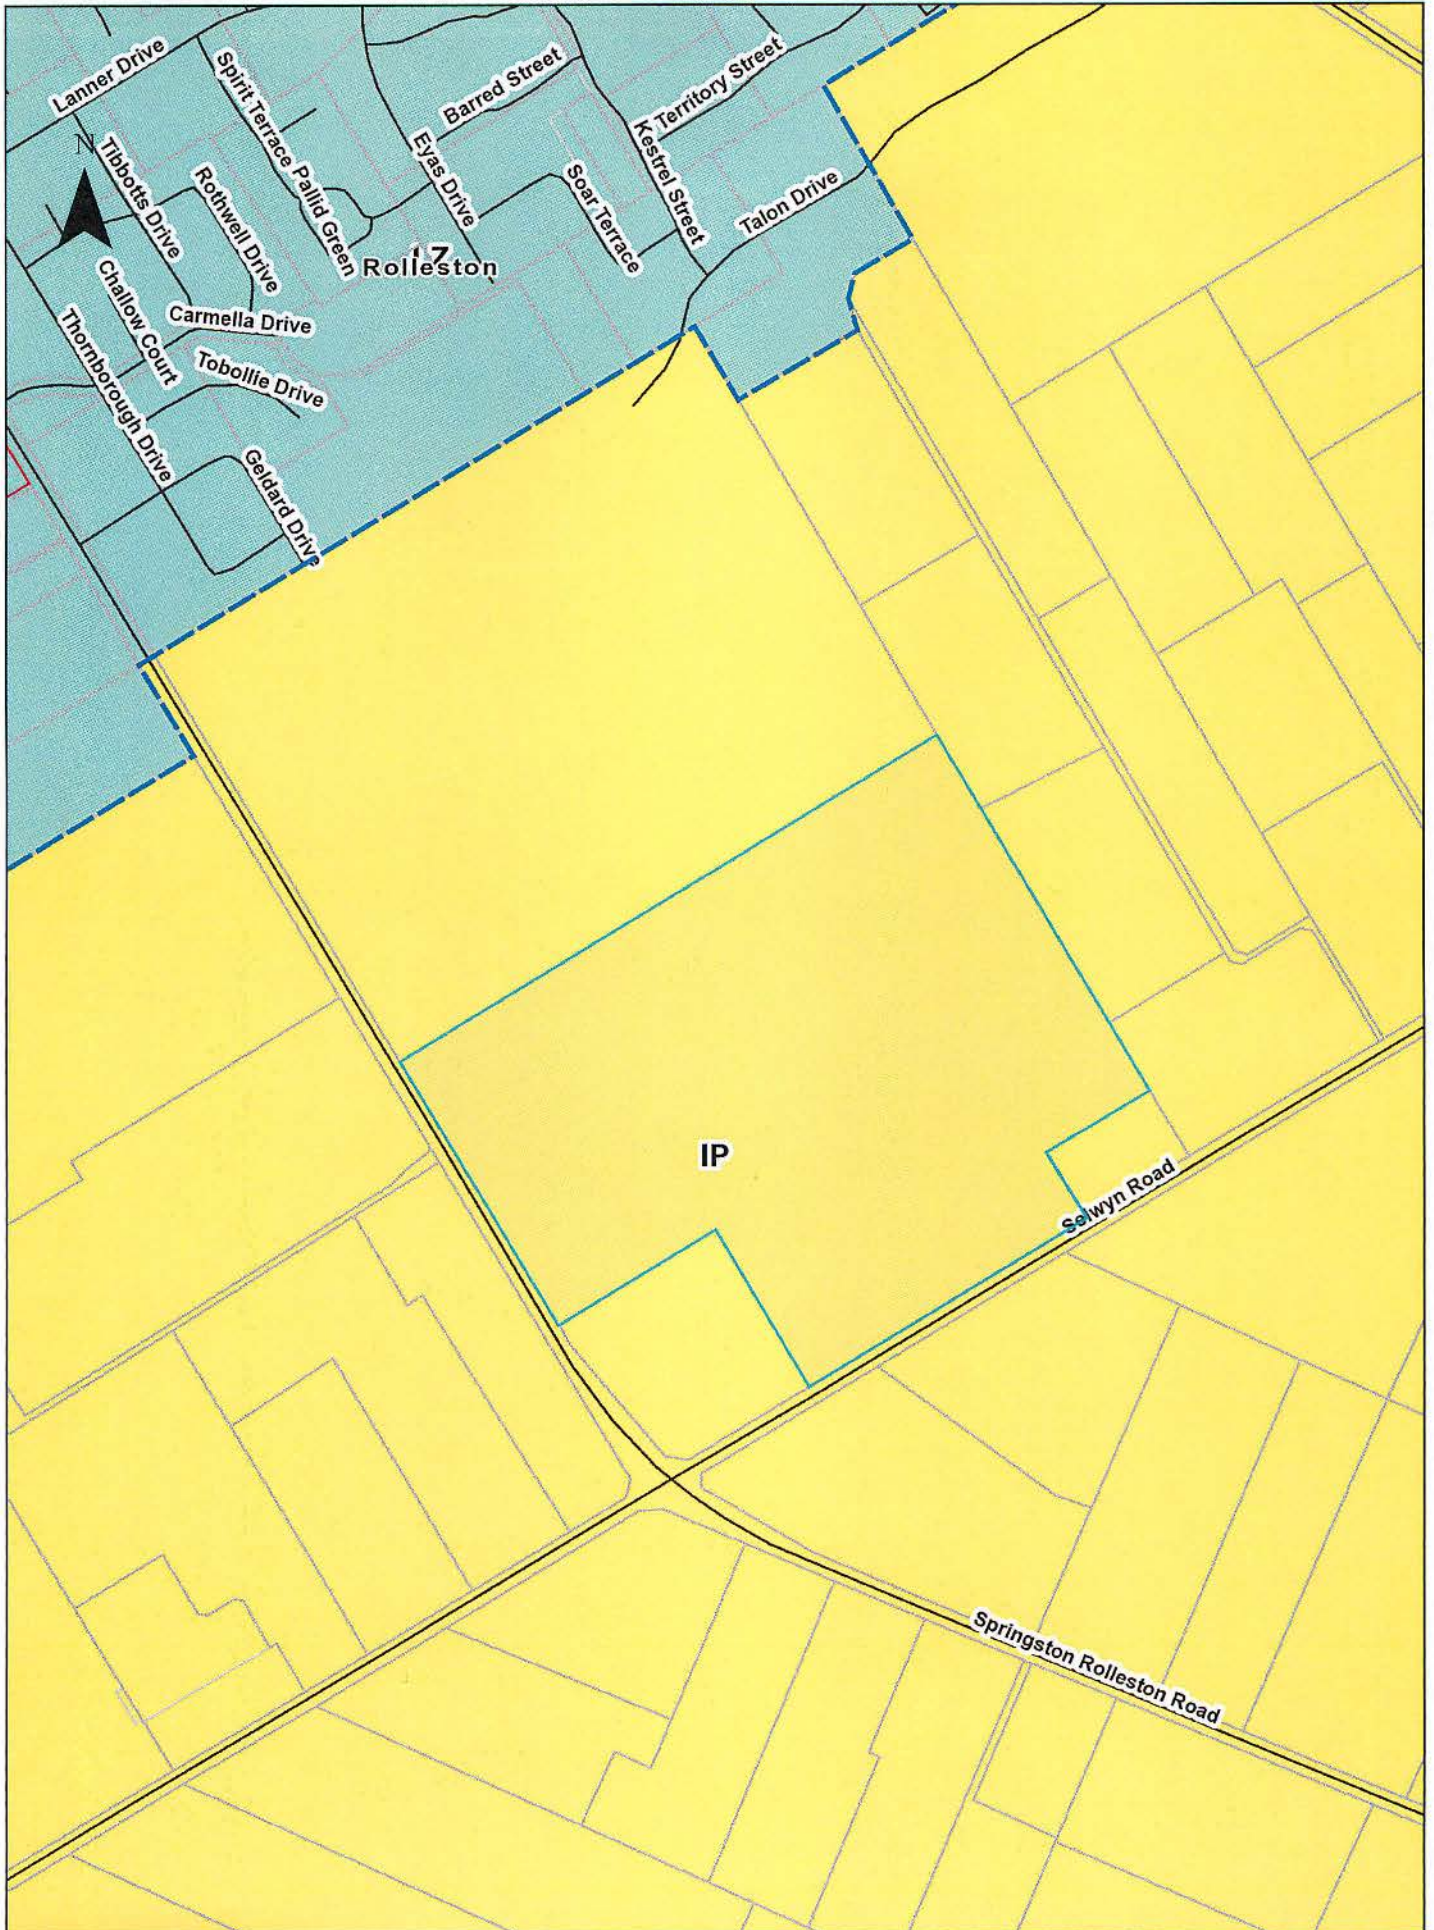 Lanner Drive
N
Tibbotts Drive
Rothwell Drive
Spirit Terrace
Pallid Green
Eyas Drive
Barred Street
Territory Street
Kestrel Street
Soar Terrace
Talon Drive
17
Rolleston
Challow Court
Carmella Drive
Thornborough Drive
Tobollie Drive
Geldard Drive
IP
Selwyn Road
Springston Rolleston Road